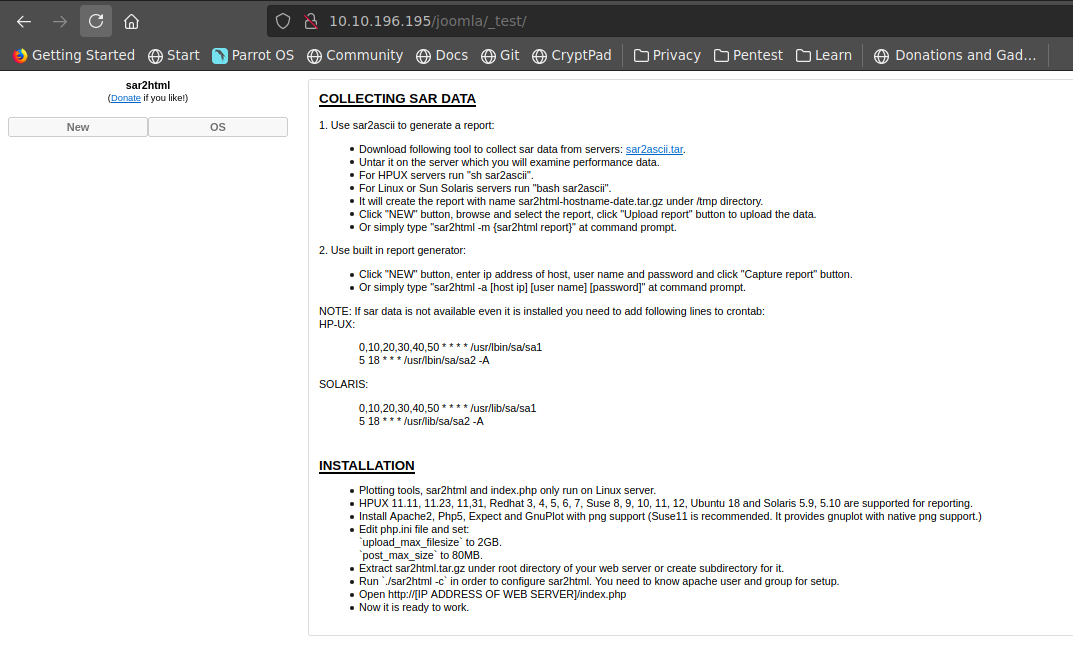 10.10.196.195/joomla/_test/
Getting Started Start Parrot OS Community Docs Git CryptPad Privacy Pentest Learn Donations and Gad...
sar2html
(Donate if you like!)
New OS
COLLECTING SAR DATA
1. Use sar2ascii to generate a report:
Download following tool to collect sar data from servers: sar2ascii.tar.
Untar it on the server which you will examine performance data.
For HPUX servers run "sh sar2ascii".
For Linux or Sun Solaris servers run "bash sar2ascii".
It will create the report with name sar2html-hostname-date.tar.gz under /tmp directory.
Click "NEW" button, browse and select the report, click "Upload report" button to upload the data.
Or simply type "sar2html -m {sar2html report}" at command prompt.
2. Use built in report generator:
Click "NEW" button, enter ip address of host, user name and password and click "Capture report" button.
Or simply type "sar2html -a [host ip] [user name] [password]" at command prompt.
NOTE: If sar data is not available even it is installed you need to add following lines to crontab:
HP-UX:
0,10,20,30,40,50 * * * * /usr/lbin/sa/sa1
5 18 * * * /usr/lbin/sa/sa2 -A
SOLARIS:
0,10,20,30,40,50 * * * * /usr/lib/sa/sa1
5 18 * * * /usr/lib/sa/sa2 -A
INSTALLATION
Plotting tools, sar2html and index.php only run on Linux server.
HPUX 11.11, 11.23, 11,31, Redhat 3, 4, 5, 6, 7, Suse 8, 9, 10, 11, 12, Ubuntu 18 and Solaris 5.9, 5.10 are supported for reporting.
Install Apache2, Php5, Expect and GnuPlot with png support (Suse11 is recommended. It provides gnuplot with native png support.)
Edit php.ini file and set:
`upload_max_filesize` to 2GB.
`post_max_size` to 80MB.
Extract sar2html.tar.gz under root directory of your web server or create subdirectory for it.
Run `./sar2html -c` in order to configure sar2html. You need to know apache user and group for setup.
Open http://[IP ADDRESS OF WEB SERVER]/index.php
Now it is ready to work.